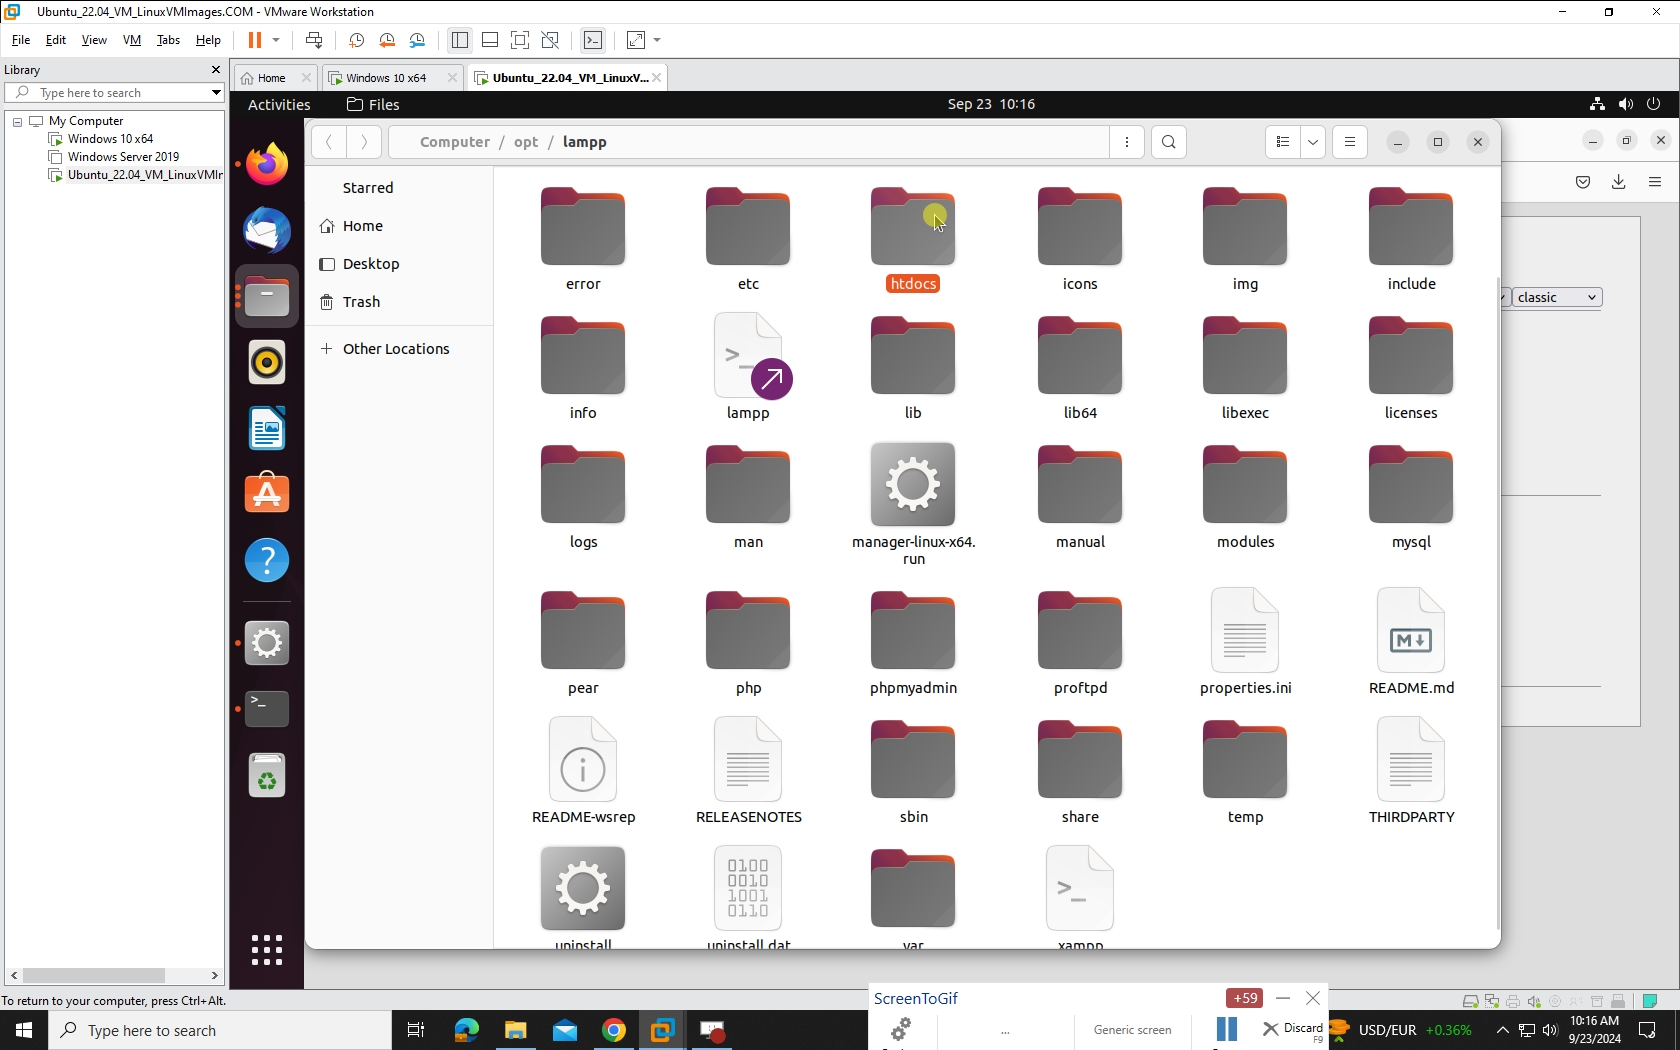 Ubuntu_22.04_VM_LinuxVMImages.COM - VMware Workstation
File Edit View VM Tabs Help
Library
Type here to search
My Computer
Windows 10 x64
Windows Server 2019
Ubuntu_22.04_VM_LinuxVMIr
Home
Windows 10 x64
Ubuntu_22.04_VM_LinuxV...
Activities
Files
Sep 23 10:16
Computer / opt / lampp
Starred
Home
Desktop
Trash
+ Other Locations
classic
error
etc
htdocs
icons
img
include
info
>_
lampp
lib
lib64
libexec
licenses
logs
man
manager-linux-x64.
run
manual
modules
mysql
pear
php
phpmyadmin
proftpd
properties.ini
M
README.md
README-wsrep
RELEASENOTES
sbin
share
temp
THIRDPARTY
uninstall
0100
0010
1001
0110
uninstall.dat
var
>_
xampp
To return to your computer, press Ctrl+Alt.
ScreenToGif
+59
...
Generic screen
Discard
F9
Type here to search
USD/EUR +0.36%
10:16 AM
9/23/2024